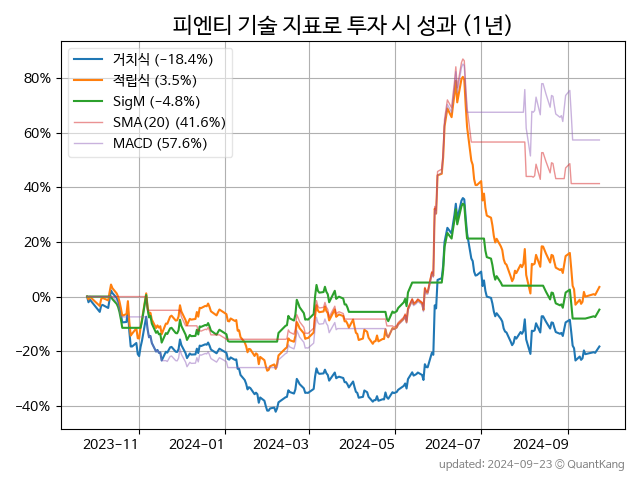 피엔티 기술 지표로 투자 시 성과 (1년)
거치식 (−18.4%)
적립식 (3.5%)
SigM (−4.8%)
SMA(20) (41.6%)
MACD (57.6%)
80%
60%
40%
20%
0%
−20%
−40%
2023−11 2024−01 2024−03 2024−05 2024−07 2024−09
updated: 2024−09−23 ⓒ QuantKang